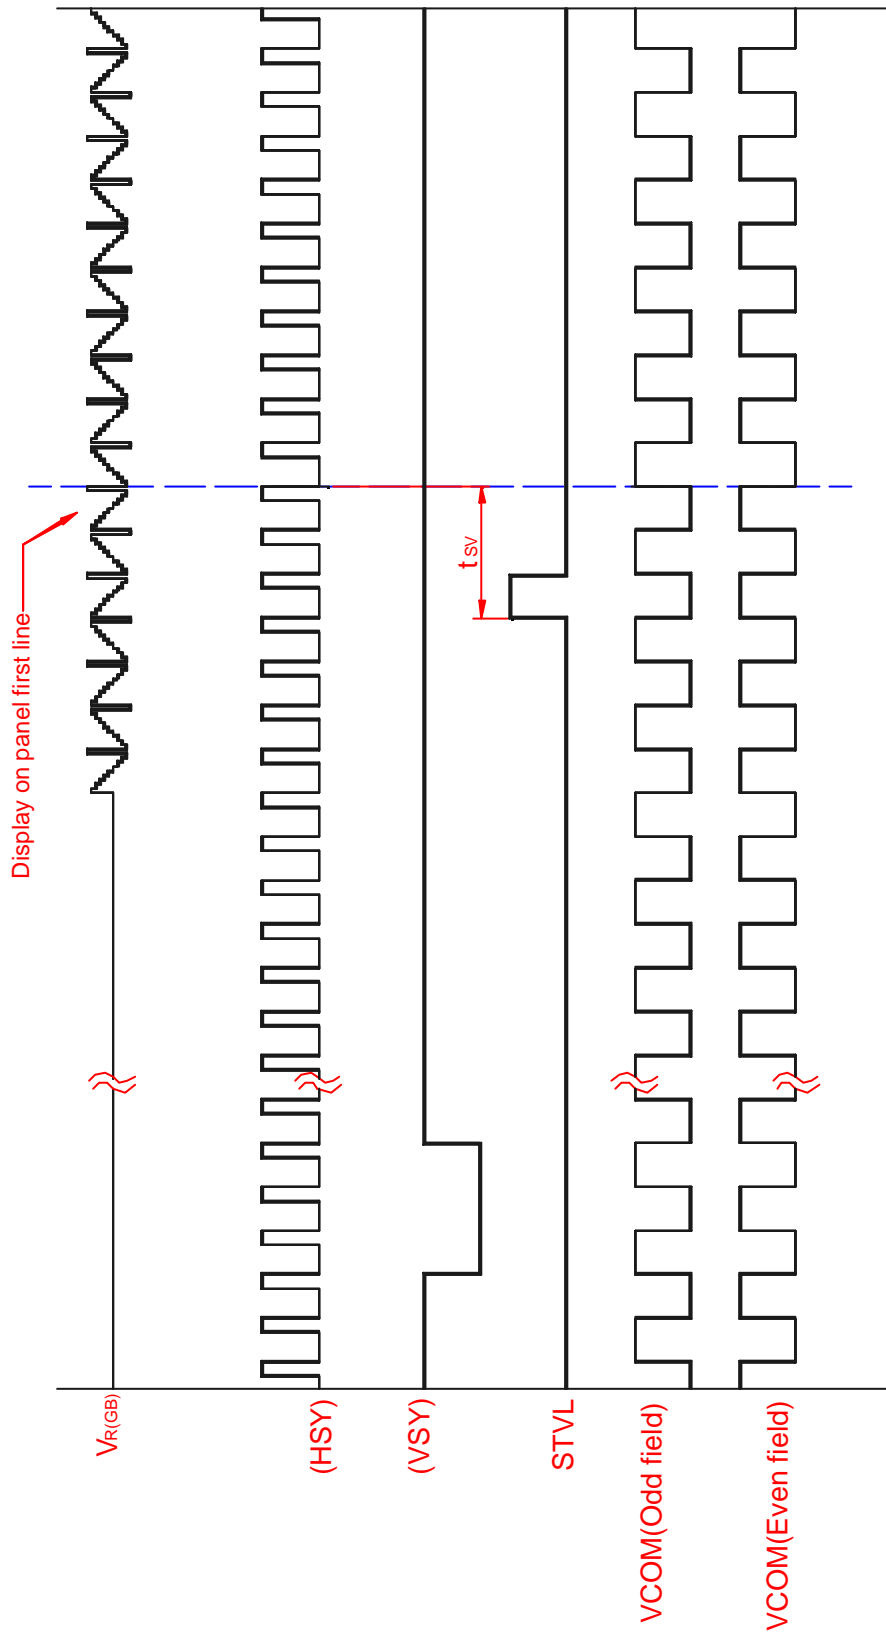 Display on panel first line
VR(GB)
(HSY)
(VSY)
tSV
STVL
VCOM(Odd field)
VCOM(Even field)